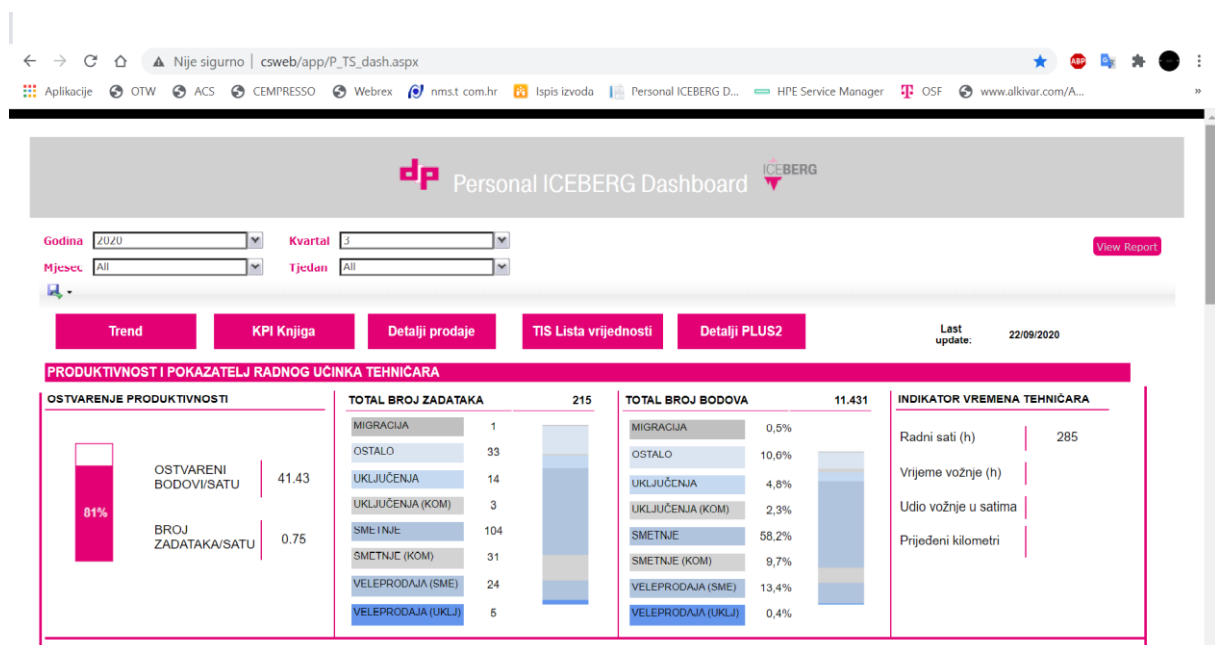 Nije sigurno | csweb/app/P_TS_dash.aspx
ABP
Aplikacije OTW ACS CEMPRESSO Webrex nms.t com.hr Ispis izvoda Personal ICEBERG D... HPE Service Manager T OSF www.alkivar.com/A... »
dp Personal ICEBERG Dashboard ICEBERG
Godina 2020 Kvartal 3 View Report
Mjesec All Tjedan All
Trend KPI Knjiga Detalji prodaje TIS Lista vrijednosti Detalji PLUS2 Last update: 22/09/2020
PRODUKTIVNOST I POKAZATELJ RADNOG UČINKA TEHNIČARA
OSTVARENJE PRODUKTIVNOSTI
81%
OSTVARENI BODOVI/SATU 41.43
BROJ ZADATAKA/SATU 0.75
TOTAL BROJ ZADATAKA 215
MIGRACIJA 1
OSTALO 33
UKLJUČENJA 14
UKLJUČENJA (KOM) 3
SMETNJE 104
SMETNJE (KOM) 31
VELEPRODAJA (SME) 24
VELEPRODAJA (UKLJ) 5
TOTAL BROJ BODOVA 11.431
MIGRACIJA 0,5%
OSTALO 10,6%
UKLJUČENJA 4,8%
UKLJUČENJA (KOM) 2,3%
SMETNJE 58,2%
SMETNJE (KOM) 9,7%
VELEPRODAJA (SME) 13,4%
VELEPRODAJA (UKLJ) 0,4%
INDIKATOR VREMENA TEHNIČARA
Radni sati (h) 285
Vrijeme vožnje (h)
Udio vožnje u satima
Prijeđeni kilometri